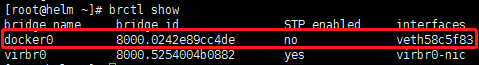 [root@helm ~]# brctl show
bridge name bridge id STP enabled interfaces
docker0 8000.0242e89cc4de no veth58c5f83
virbr0 8000.5254004b0882 yes virbr0-nic